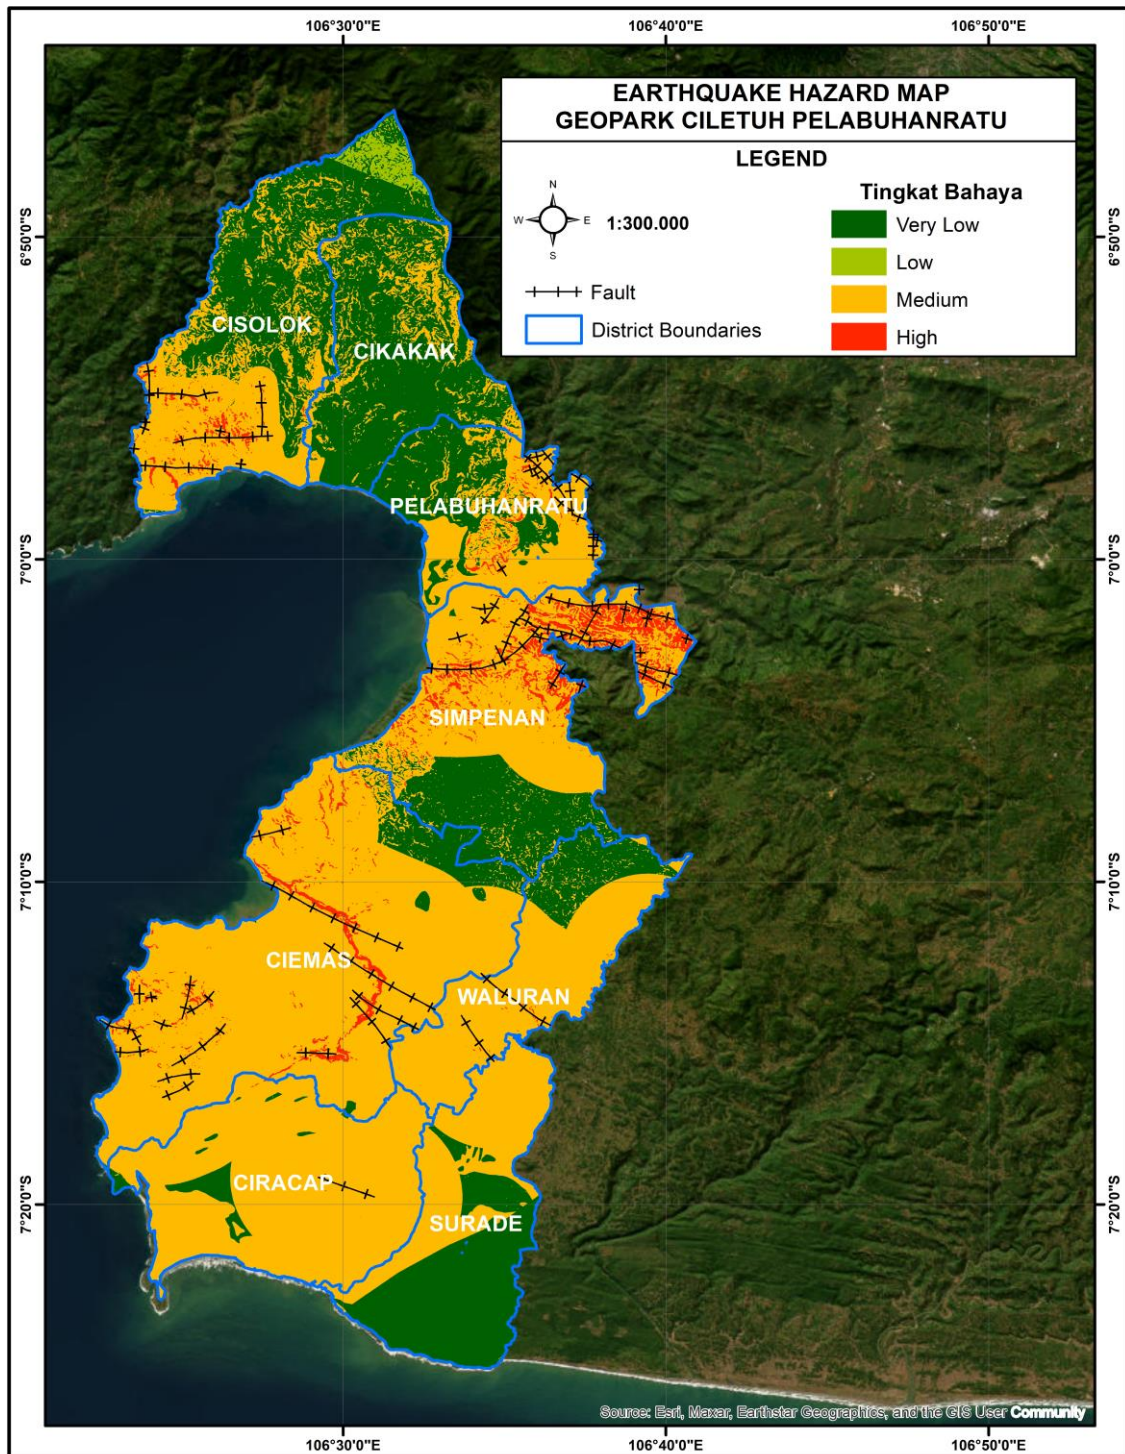 106°30'0"E
106°40'0"E
106°50'0"E
EARTHQUAKE HAZARD MAP
GEOPARK CILETUH PELABUHANRATU
LEGEND
N
W
E
S
1:300.000
Fault
District Boundaries
Tingkat Bahaya
Very Low
Low
Medium
High
6°50'0"S
6°50'0"S
CISOLOK
CIKAKAK
PELABUHANRATU
7°0'0"S
7°0'0"S
SIMPENAN
7°10'0"S
7°10'0"S
CIEMAS
WALURAN
CIRACAP
7°20'0"S
7°20'0"S
SURADE
Source: Esri, Maxar, Earthstar Geographics, and the GIS User Community
106°30'0"E
106°40'0"E
106°50'0"E